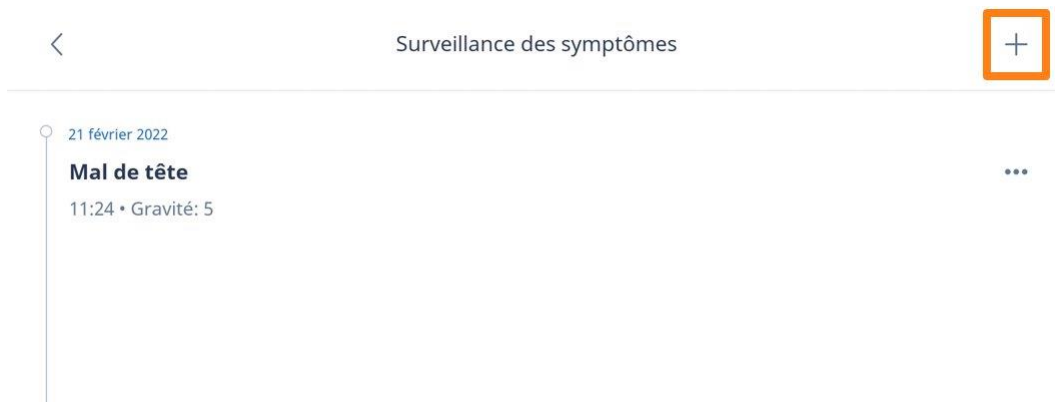 Surveillance des symptômes
21 février 2022
Mal de tête
11:24 • Gravité: 5